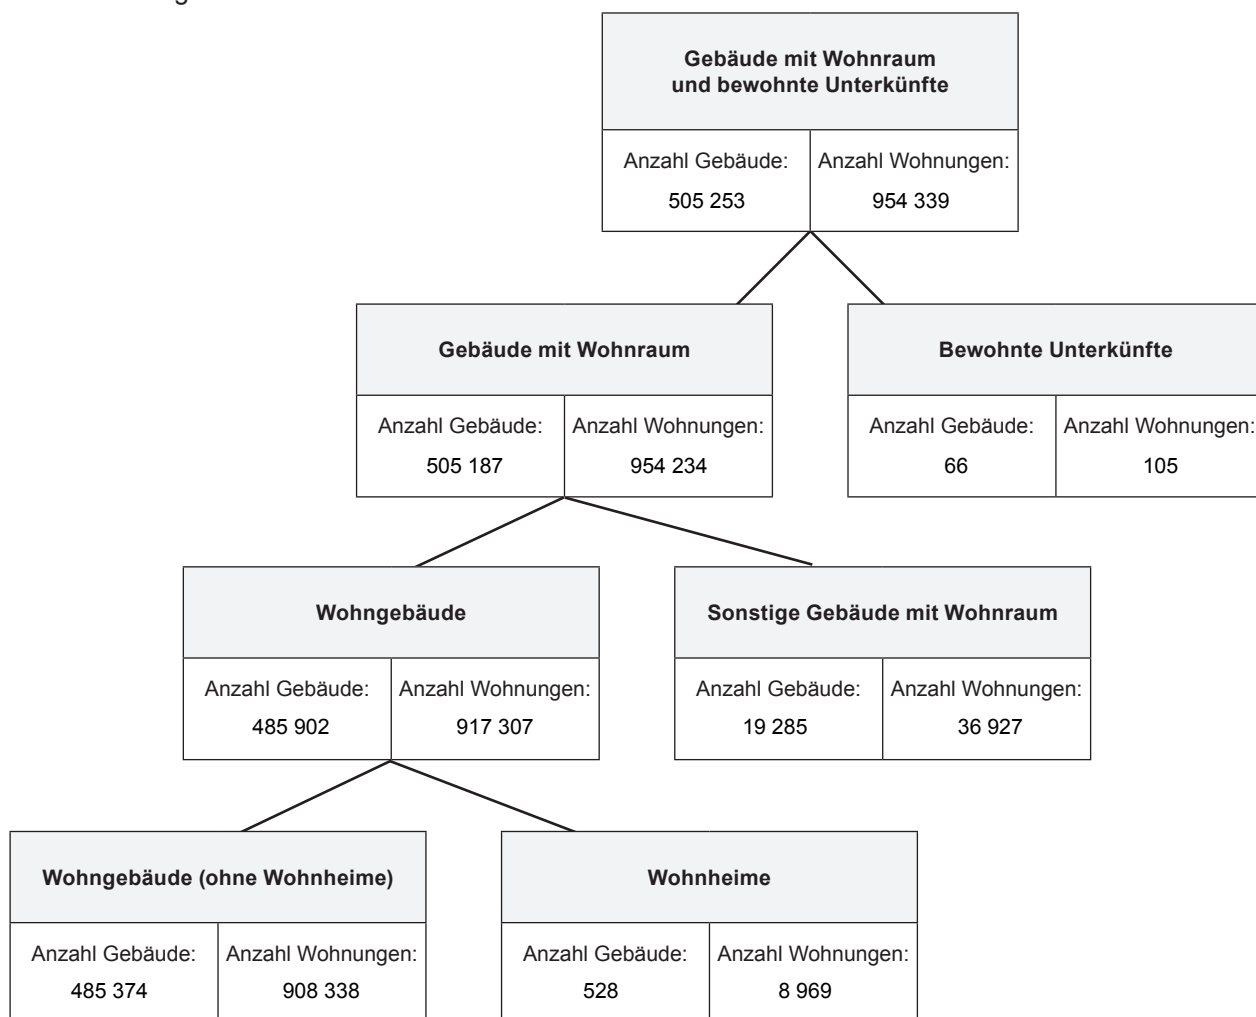 Gebäude mit Wohnraum
und bewohnte Unterkünfte
Anzahl Gebäude: Anzahl Wohnungen:
505 253 954 339
Gebäude mit Wohnraum
Anzahl Gebäude: Anzahl Wohnungen:
505 187 954 234
Bewohnte Unterkünfte
Anzahl Gebäude: Anzahl Wohnungen:
66 105
Wohngebäude
Anzahl Gebäude: Anzahl Wohnungen:
485 902 917 307
Sonstige Gebäude mit Wohnraum
Anzahl Gebäude: Anzahl Wohnungen:
19 285 36 927
Wohngebäude (ohne Wohnheime)
Anzahl Gebäude: Anzahl Wohnungen:
485 374 908 338
Wohnheime
Anzahl Gebäude: Anzahl Wohnungen:
528 8 969